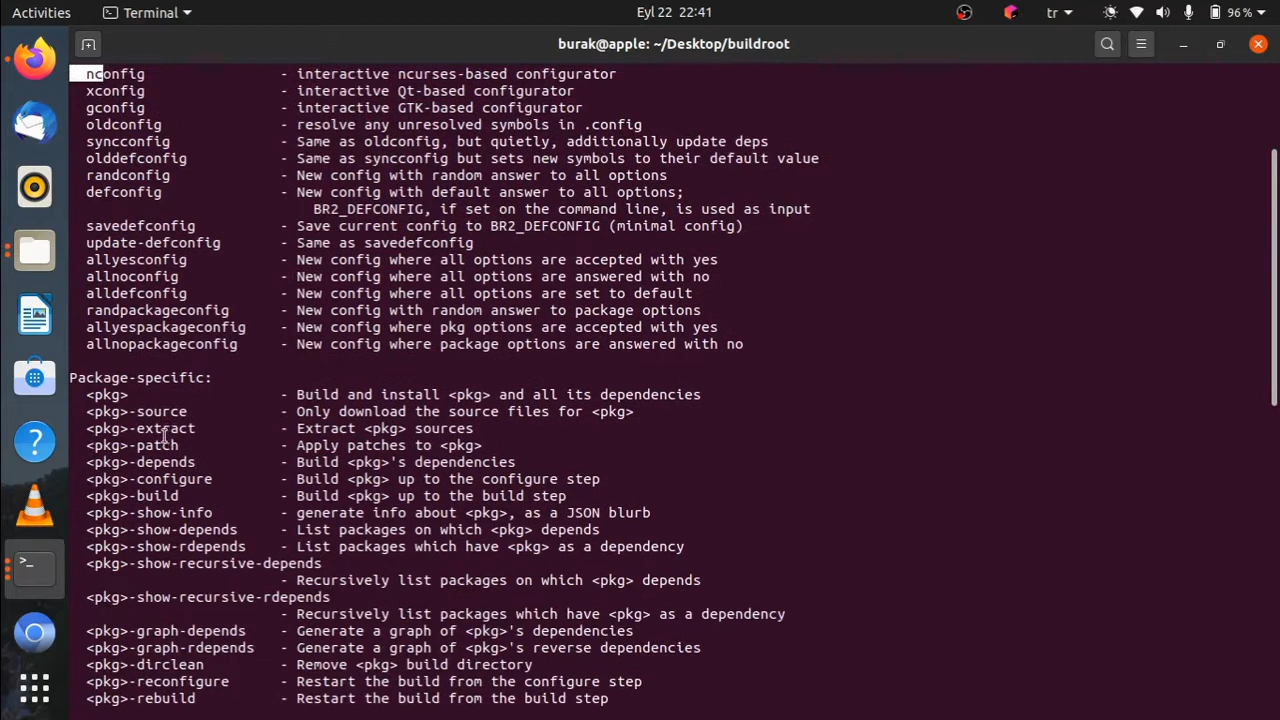 Activities Terminal Eyl 22 22:41 tr 96%
burak@apple: ~/Desktop/buildroot
nconfig - interactive ncurses-based configurator
xconfig - interactive Qt-based configurator
gconfig - interactive GTK-based configurator
oldconfig - resolve any unresolved symbols in .config
syncconfig - Same as oldconfig, but quietly, additionally update deps
olddefconfig - Same as syncconfig but sets new symbols to their default value
randconfig - New config with random answer to all options
defconfig - New config with default answer to all options;
BR2_DEFCONFIG, if set on the command line, is used as input
savedefconfig - Save current config to BR2_DEFCONFIG (minimal config)
update-defconfig - Same as savedefconfig
allyesconfig - New config where all options are accepted with yes
allnoconfig - New config where all options are answered with no
alldefconfig - New config where all options are set to default
randpackageconfig - New config with random answer to package options
allyespackageconfig - New config where pkg options are accepted with yes
allnopackageconfig - New config where package options are answered with no
Package-specific:
<pkg> - Build and install <pkg> and all its dependencies
<pkg>-source - Only download the source files for <pkg>
<pkg>-extract - Extract <pkg> sources
<pkg>-patch - Apply patches to <pkg>
<pkg>-depends - Build <pkg>'s dependencies
<pkg>-configure - Build <pkg> up to the configure step
<pkg>-build - Build <pkg> up to the build step
<pkg>-show-info - generate info about <pkg>, as a JSON blurb
<pkg>-show-depends - List packages on which <pkg> depends
<pkg>-show-rdepends - List packages which have <pkg> as a dependency
<pkg>-show-recursive-depends
- Recursively list packages on which <pkg> depends
<pkg>-show-recursive-rdepends
- Recursively list packages which have <pkg> as a dependency
<pkg>-graph-depends - Generate a graph of <pkg>'s dependencies
<pkg>-graph-rdepends - Generate a graph of <pkg>'s reverse dependencies
<pkg>-dirclean - Remove <pkg> build directory
<pkg>-reconfigure - Restart the build from the configure step
<pkg>-rebuild - Restart the build from the build step